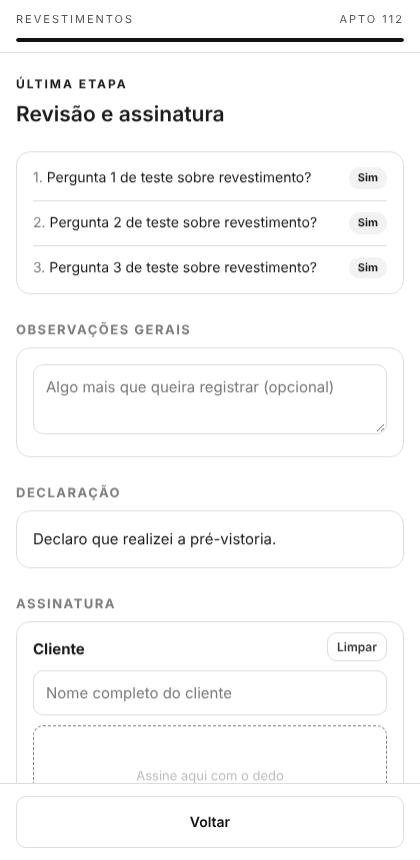 REVESTIMENTOS
APTO 112
ÚLTIMA ETAPA
Revisão e assinatura
1. Pergunta 1 de teste sobre revestimento? Sim
2. Pergunta 2 de teste sobre revestimento? Sim
3. Pergunta 3 de teste sobre revestimento? Sim
OBSERVAÇÕES GERAIS
Algo mais que queira registrar (opcional)
DECLARAÇÃO
Declaro que realizei a pré-vistoria.
ASSINATURA
Cliente
Limpar
Nome completo do cliente
Assine aqui com o dedo
Voltar